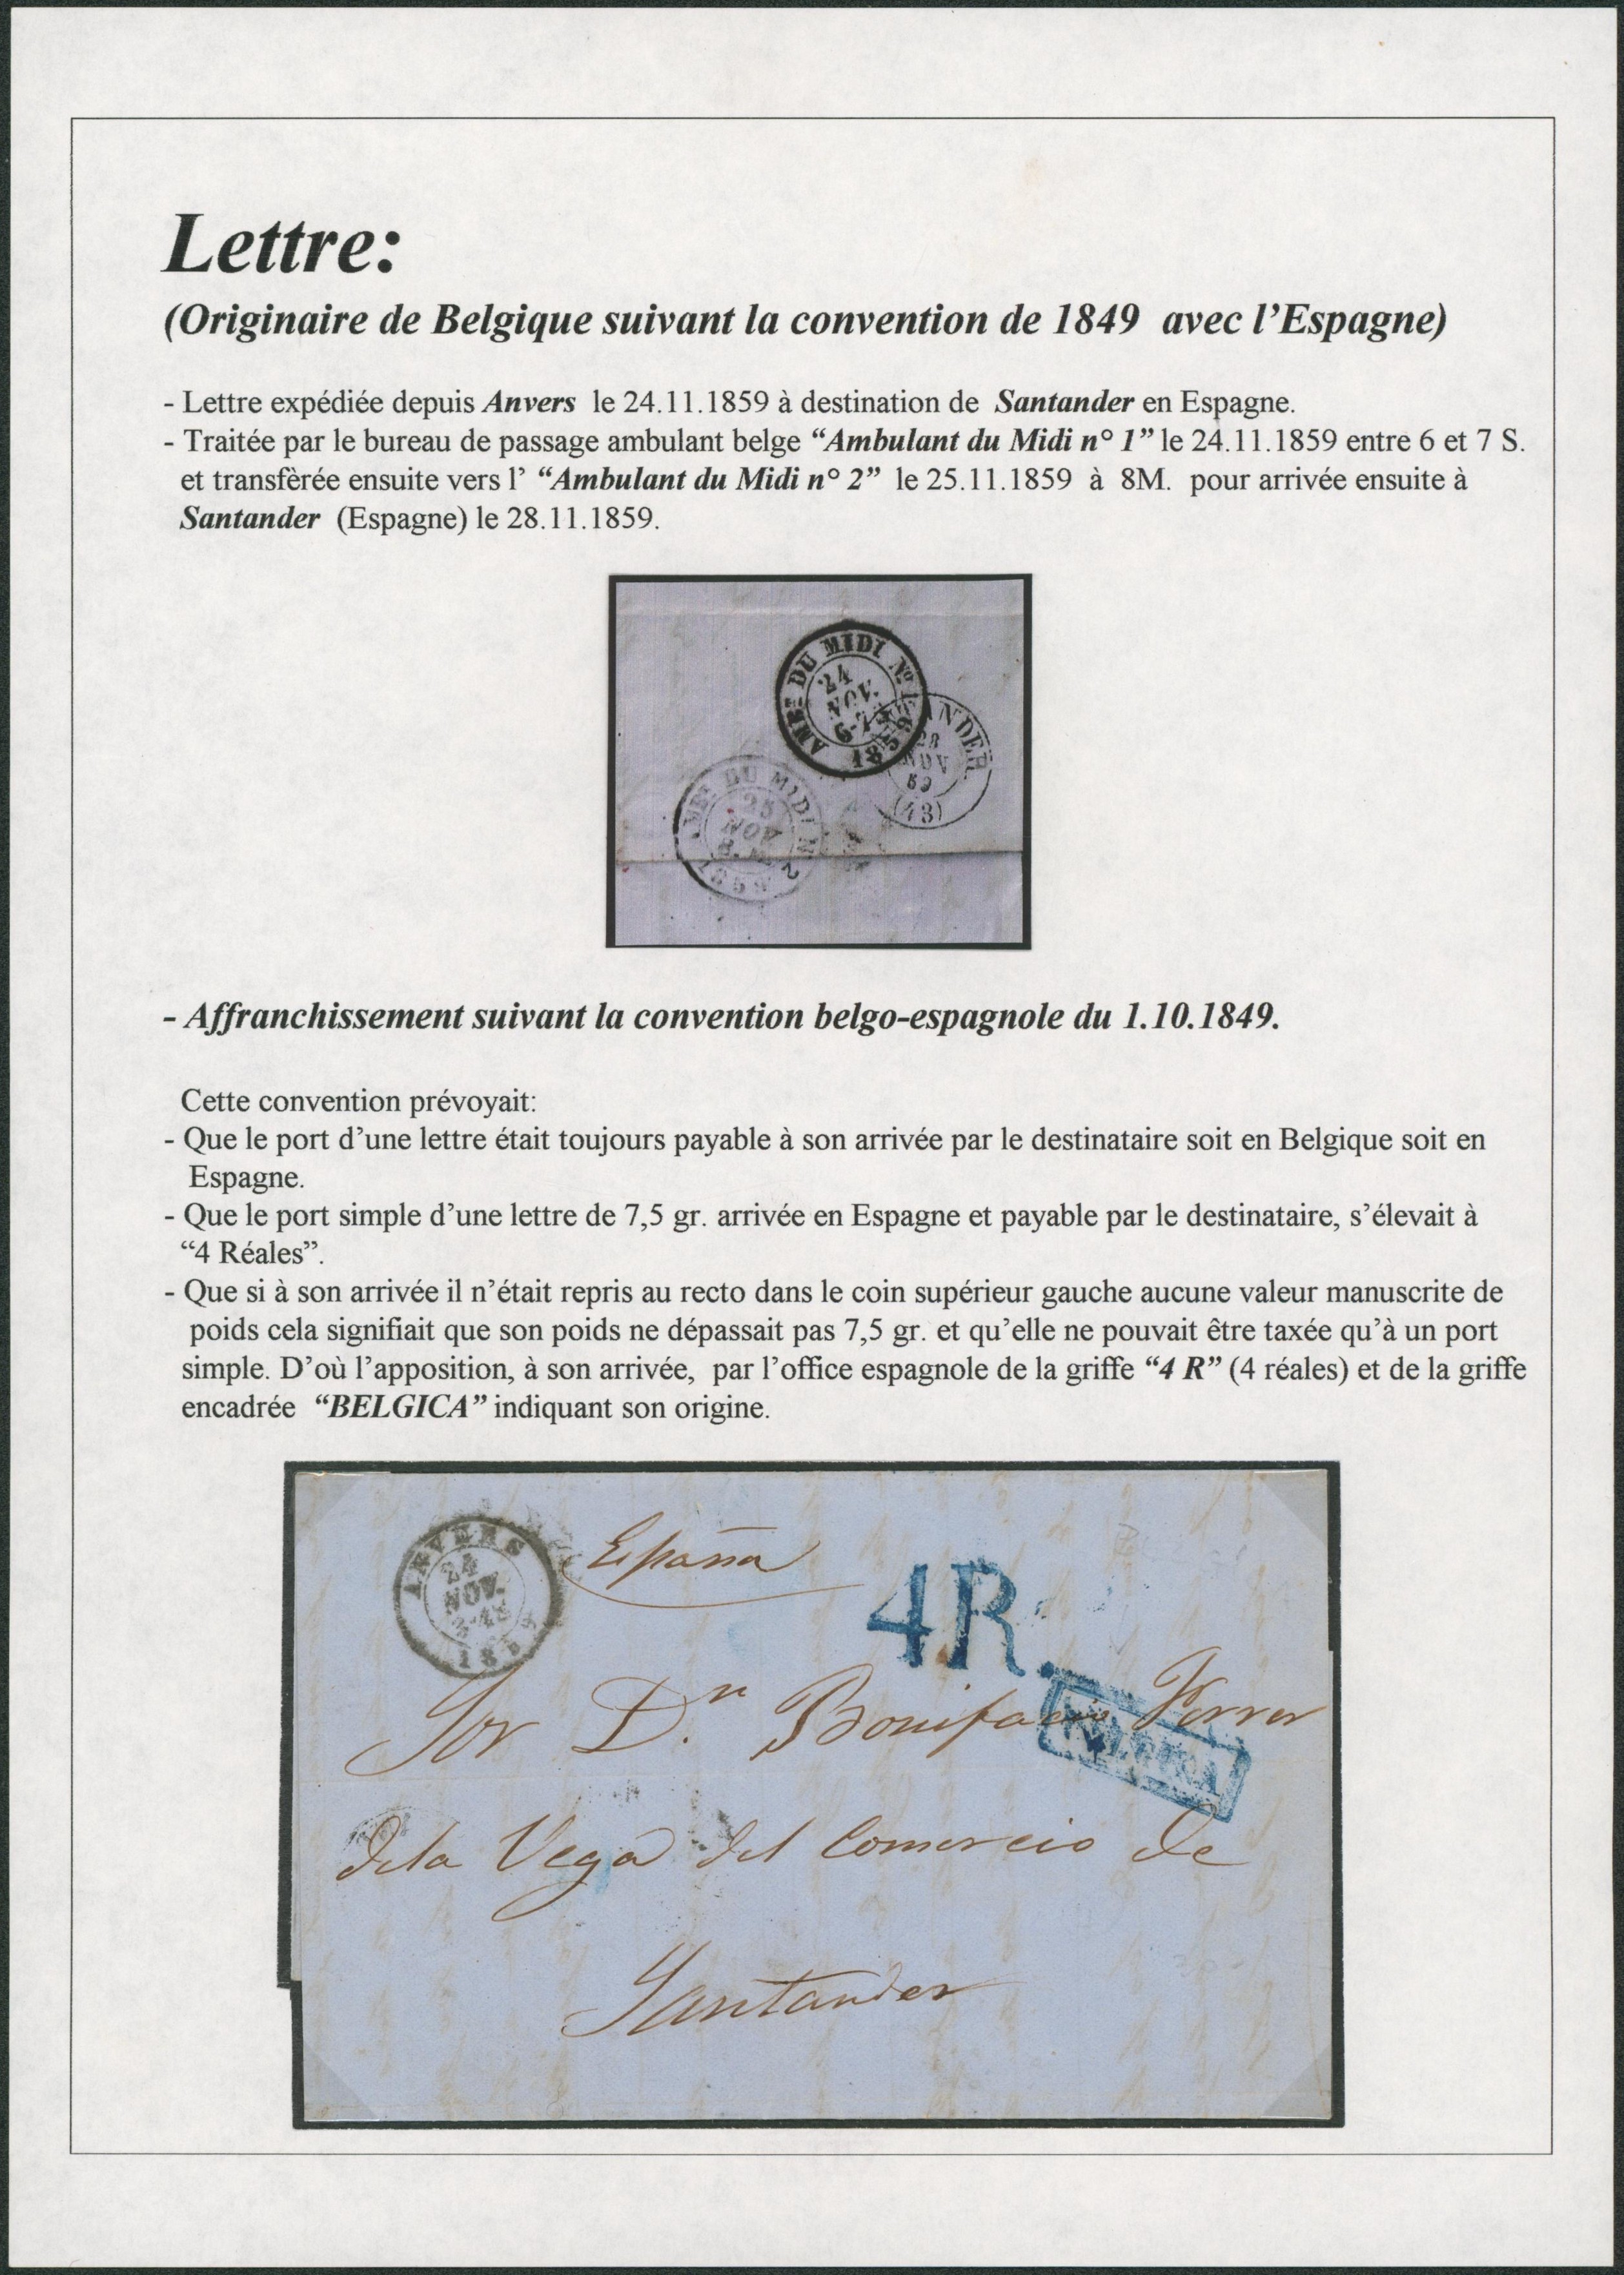 Lettre:
(Originaire de Belgique suivant la convention de 1849 avec l’Espagne)
- Lettre expédiée depuis Anvers le 24.11.1859 à destination de Santander en Espagne.
- Traitée par le bureau de passage ambulant belge “Ambulant du Midi n° 1” le 24.11.1859 entre 6 et 7 S.
et transfèrée ensuite vers l’ “Ambulant du Midi n° 2” le 25.11.1859 à 8M. pour arrivée ensuite à
Santander (Espagne) le 28.11.1859.
AMBT DU MIDI N° 1
24
NOV.
6-7
1859
ANDER
28
NOV
59
(43)
AMBT DU MIDI N 2
25
NOV
1859
- Affranchissement suivant la convention belgo-espagnole du 1.10.1849.
Cette convention prévoyait:
- Que le port d’une lettre était toujours payable à son arrivée par le destinataire soit en Belgique soit en
Espagne.
- Que le port simple d’une lettre de 7,5 gr. arrivée en Espagne et payable par le destinataire, s’élevait à
“4 Réales”.
- Que si à son arrivée il n’était repris au recto dans le coin supérieur gauche aucune valeur manuscrite de
poids cela signifiait que son poids ne dépassait pas 7,5 gr. et qu’elle ne pouvait être taxée qu’à un port
simple. D’où l’apposition, à son arrivée, par l’office espagnole de la griffe “4 R” (4 réales) et de la griffe
encadrée “BELGICA” indiquant son origine.
ANVERS
24
NOV.
1859
España
4R.
BELGICA
Sor D.n Bonifacio Ferrer
de la Vega del Comercio de
Santander